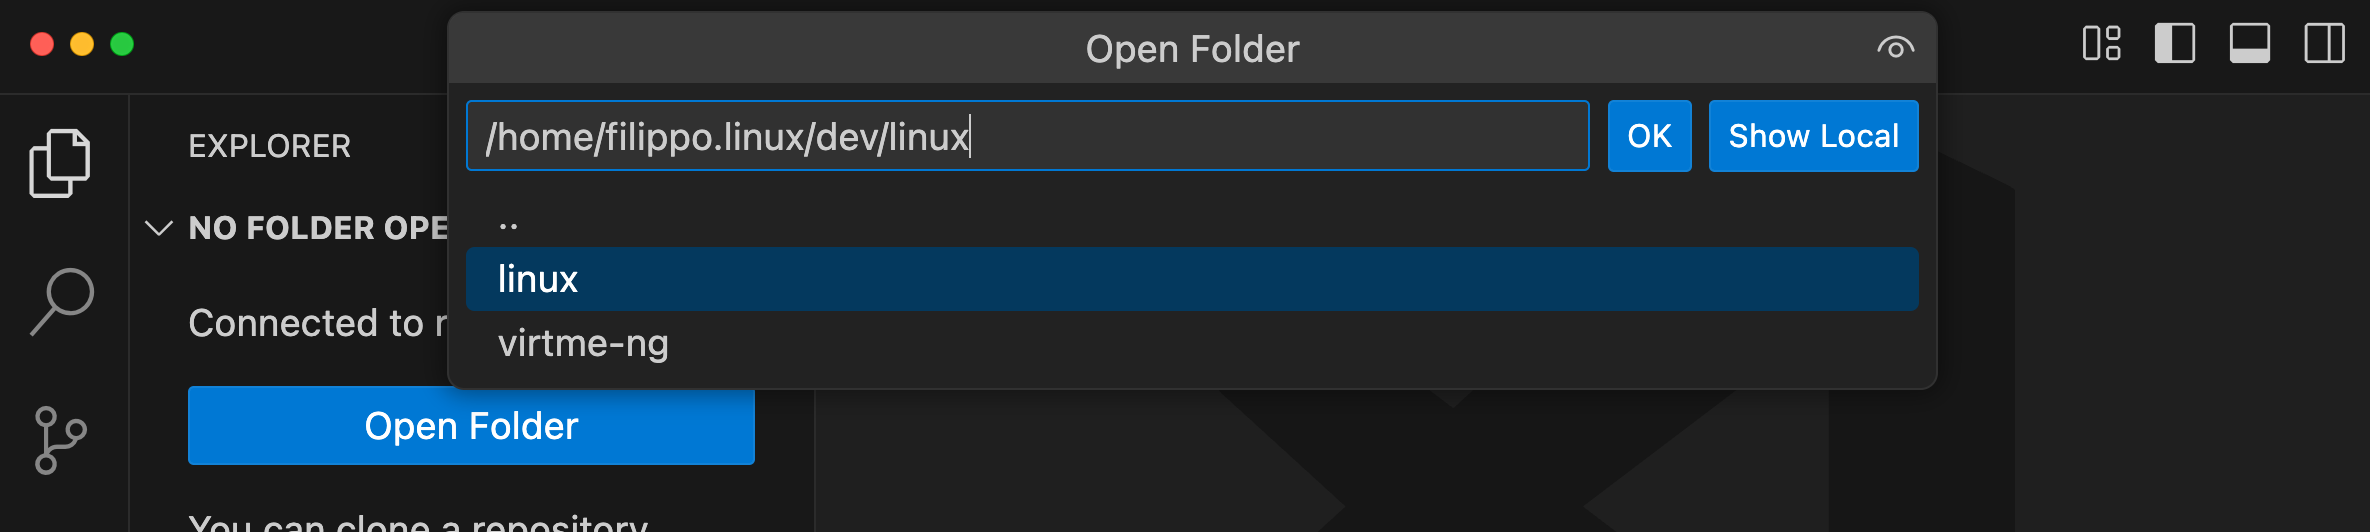 Open Folder
/home/filippo.linux/dev/linux
OK
Show Local
..
linux
virtme-ng
EXPLORER
NO FOLDER OPE
Connected to r
Open Folder
You can clone a repository